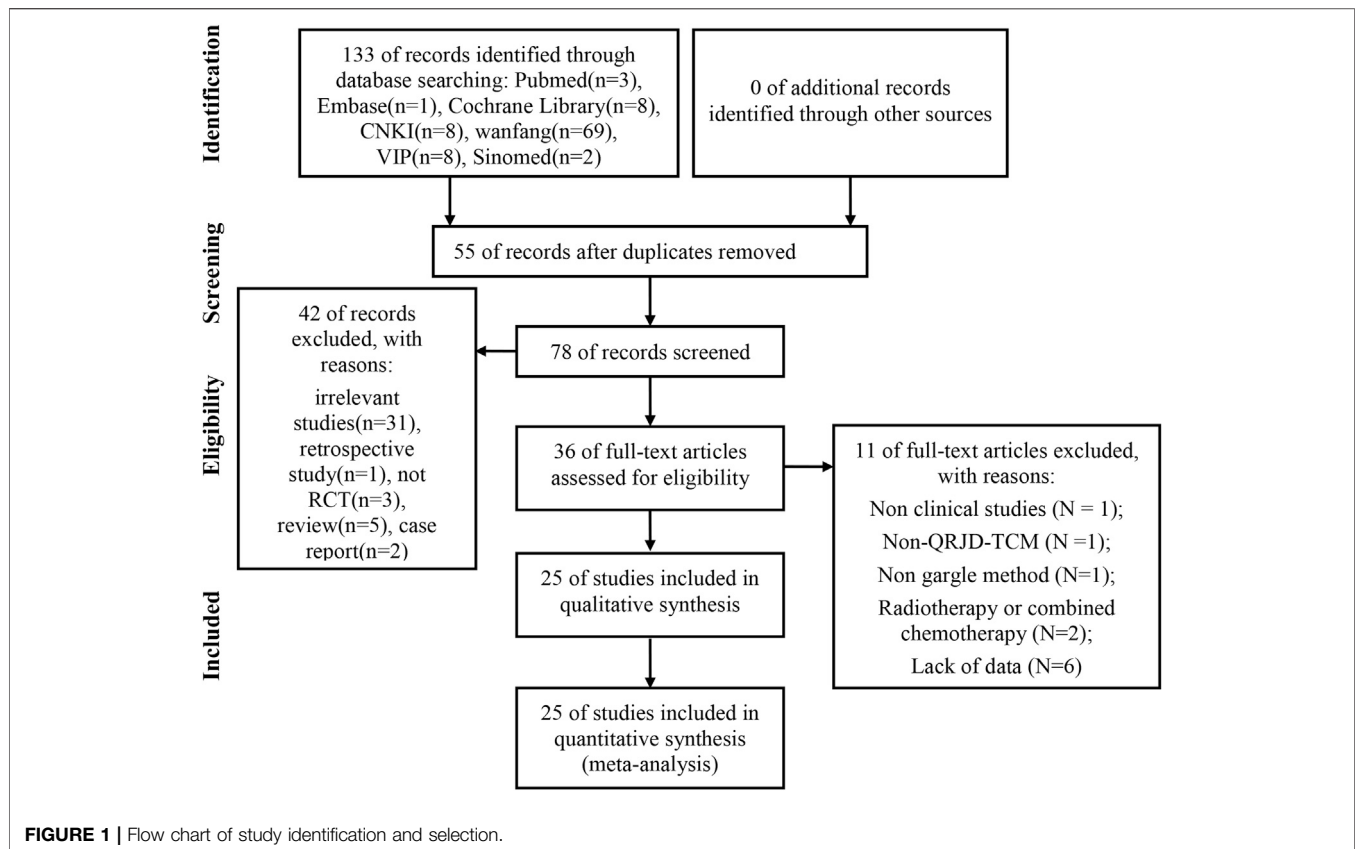 Identification
133 of records identified through
database searching: Pubmed(n=3),
Embase(n=1), Cochrane Library(n=8),
CNKI(n=8), wanfang(n=69),
VIP(n=8), Sinomed(n=2)
0 of additional records
identified through other sources
Screening
55 of records after duplicates removed
78 of records screened
42 of records
excluded, with
reasons:
irrelevant
studies(n=31),
retrospective
study(n=1), not
RCT(n=3),
review(n=5), case
report(n=2)
Eligibility
36 of full-text articles
assessed for eligibility
11 of full-text articles excluded,
with reasons:
Non clinical studies (N = 1);
Non-QRJD-TCM (N =1);
Non gargle method (N=1);
Radiotherapy or combined
chemotherapy (N=2);
Lack of data (N=6)
Included
25 of studies included in
qualitative synthesis
25 of studies included in
quantitative synthesis
(meta-analysis)
FIGURE 1 | Flow chart of study identification and selection.